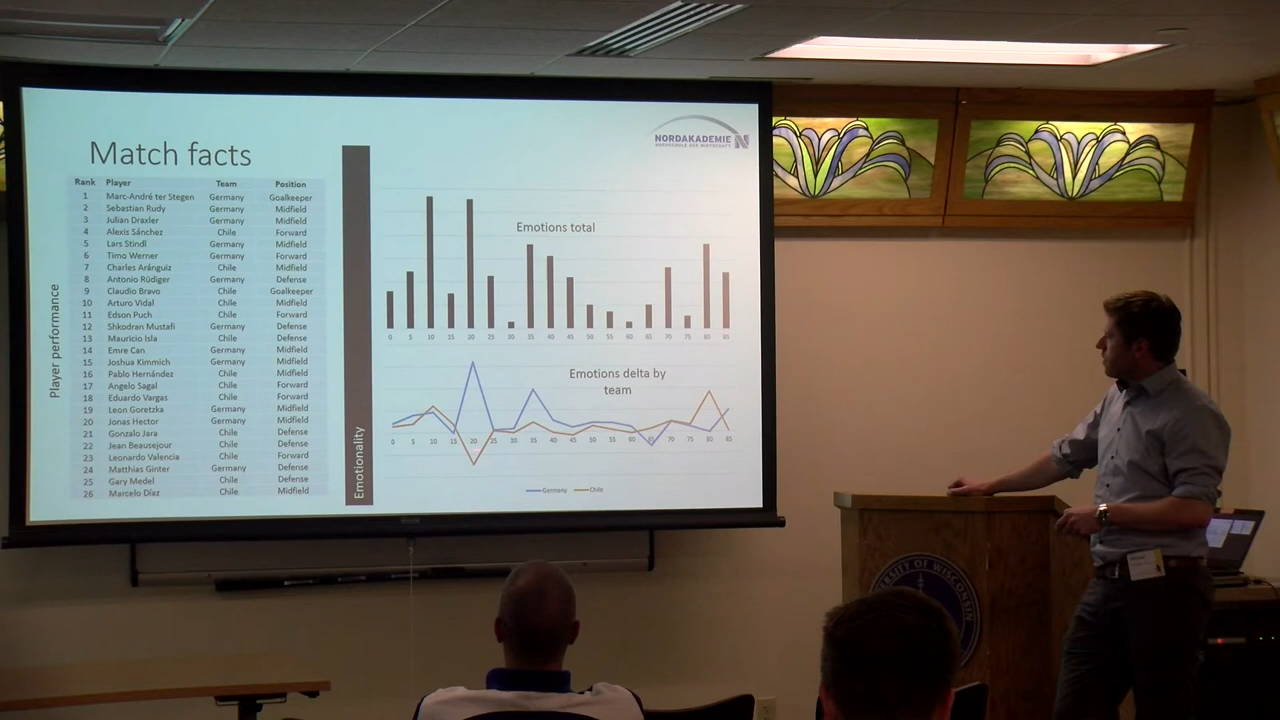 Match facts
NORDAKADEMIE
HOCHSCHULE DER WIRTSCHAFT
Player performance
Rank Player Team Position
1 Marc-André ter Stegen Germany Goalkeeper
2 Sebastian Rudy Germany Midfield
3 Julian Draxler Germany Midfield
4 Alexis Sánchez Chile Forward
5 Lars Stindl Germany Midfield
6 Timo Werner Germany Forward
7 Charles Aránguiz Chile Midfield
8 Antonio Rüdiger Germany Defense
9 Claudio Bravo Chile Goalkeeper
10 Arturo Vidal Chile Midfield
11 Edson Puch Chile Forward
12 Shkodran Mustafi Germany Defense
13 Mauricio Isla Chile Defense
14 Emre Can Germany Midfield
15 Joshua Kimmich Germany Midfield
16 Pablo Hernández Chile Midfield
17 Angelo Sagal Chile Forward
18 Eduardo Vargas Chile Forward
19 Leon Goretzka Germany Midfield
20 Jonas Hector Germany Midfield
21 Gonzalo Jara Chile Defense
22 Jean Beausejour Chile Defense
23 Leonardo Valencia Chile Forward
24 Matthias Ginter Germany Defense
25 Gary Medel Chile Defense
26 Marcelo Díaz Chile Midfield
Emotionality
Emotions total
0 5 10 15 20 25 30 35 40 45 50 55 60 65 70 75 80 85
Emotions delta by
team
0 5 10 15 20 25 30 35 40 45 50 55 60 65 70 75 80 85
Germany Chile
UNIVERSITY OF WISCONSIN